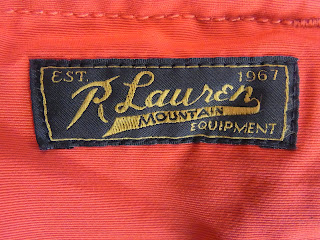 EST. 1967
R Lauren
MOUNTAIN
EQUIPMENT